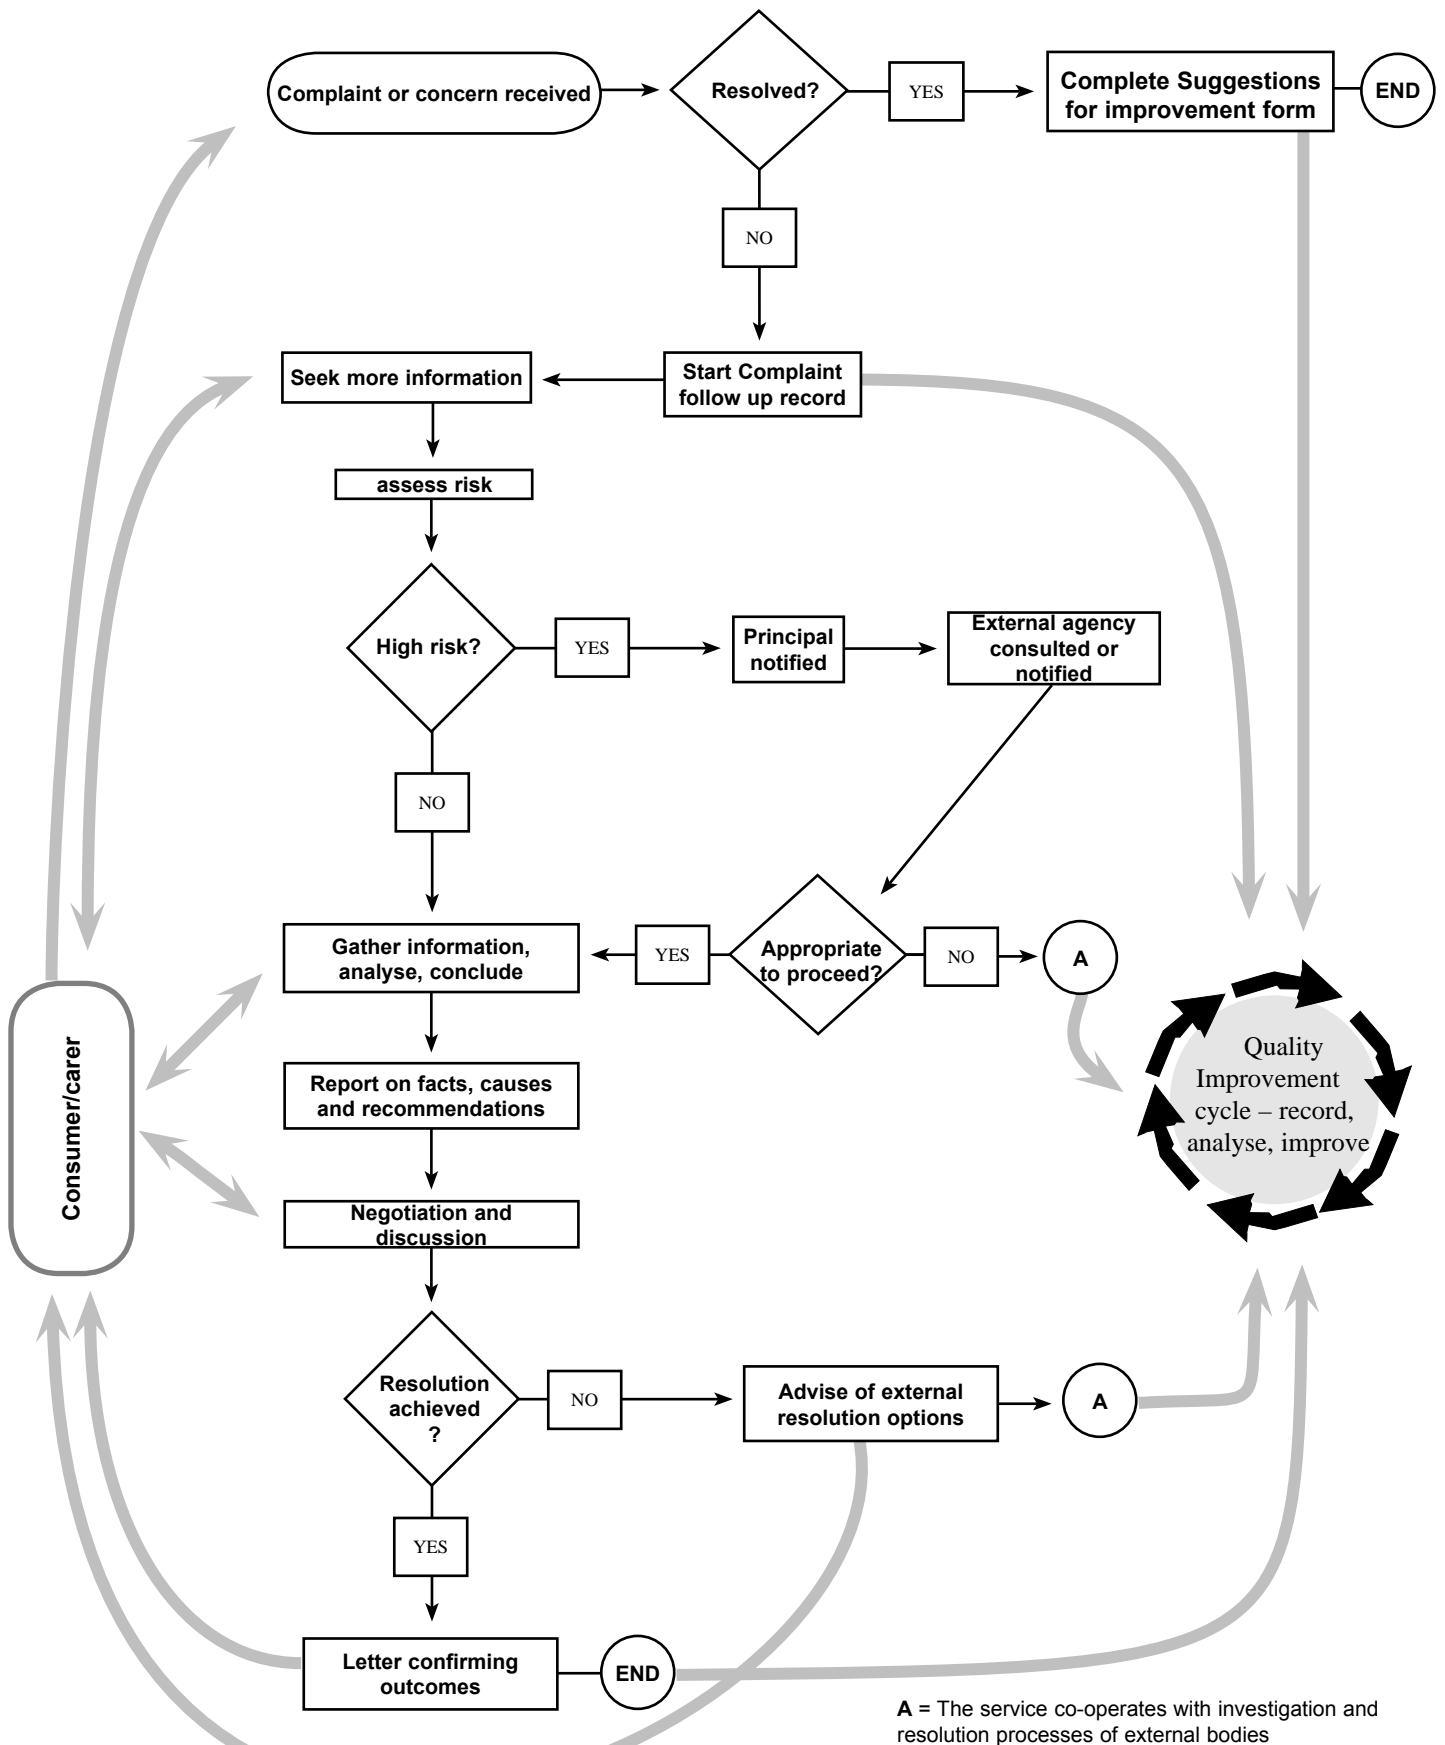 Complaint or concern received
Resolved?
YES
Complete Suggestions
for improvement form
END
NO
Seek more information
Start Complaint
follow up record
assess risk
High risk?
YES
Principal
notified
External agency
consulted or
notified
NO
Gather information,
analyse, conclude
YES
Appropriate
to proceed?
NO
A
Consumer/carer
Quality
Improvement
cycle – record,
analyse, improve
Report on facts, causes
and recommendations
Negotiation and
discussion
Resolution
achieved
?
NO
Advise of external
resolution options
A
YES
Letter confirming
outcomes
END
A = The service co-operates with investigation and
resolution processes of external bodies